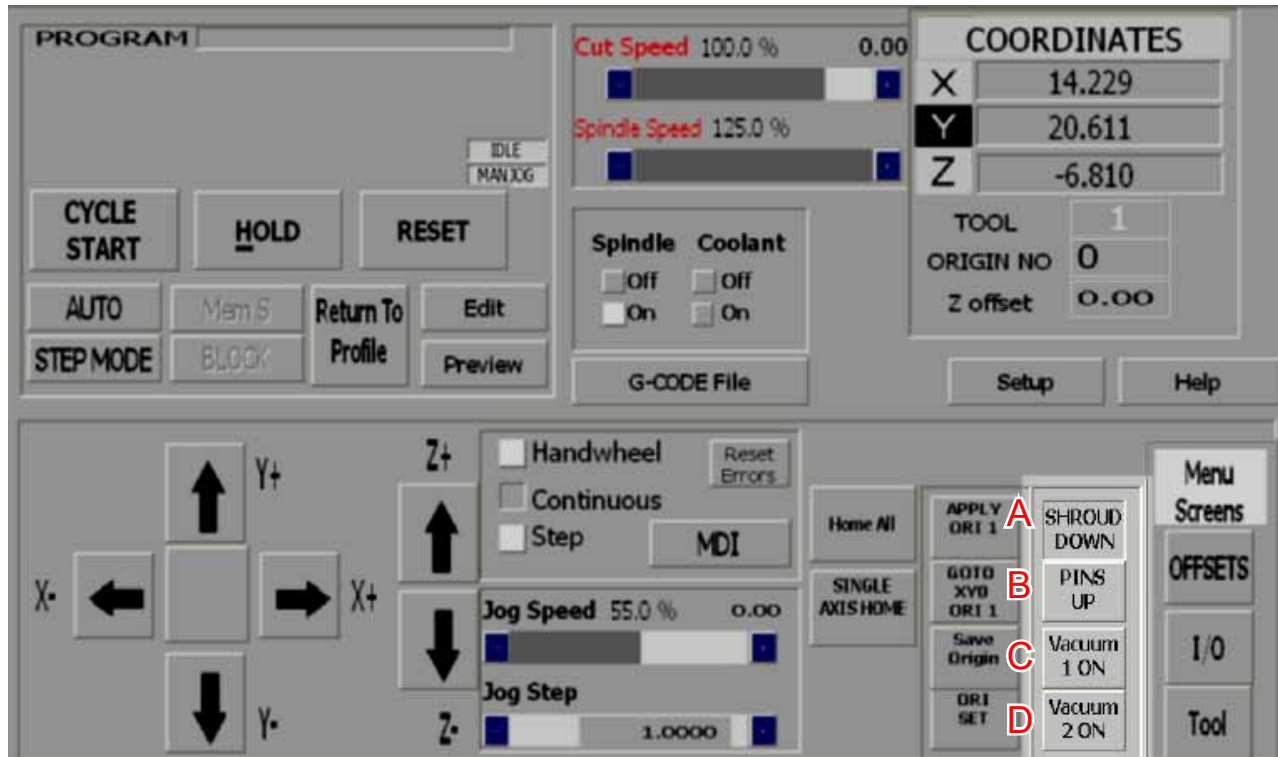 PROGRAM
IDLE
MANJOG
CYCLE
START
HOLD
RESET
AUTO
Mem S
Return To
Profile
Edit
STEP MODE
BLOCK
Preview
Cut Speed 100.0 % 0.00
Spindle Speed 125.0 %
Spindle Coolant
Off Off
On On
G-CODE File
COORDINATES
X 14.229
Y 20.611
Z -6.810
TOOL 1
ORIGIN NO 0
Z offset 0.00
Setup
Help
Y+
X-
X+
Y-
Z+
Z-
Handwheel
Continuous
Step
Reset
Errors
MDI
Jog Speed 55.0 % 0.00
Jog Step
1.0000
Home All
SINGLE
AXIS HOME
APPLY
ORI 1
GOTO
XY0
ORI 1
Save
Origin
ORI
SET
A
SHROUD
DOWN
B
PINS
UP
C
Vacuum
1 ON
D
Vacuum
2 ON
Menu
Screens
OFFSETS
I/O
Tool